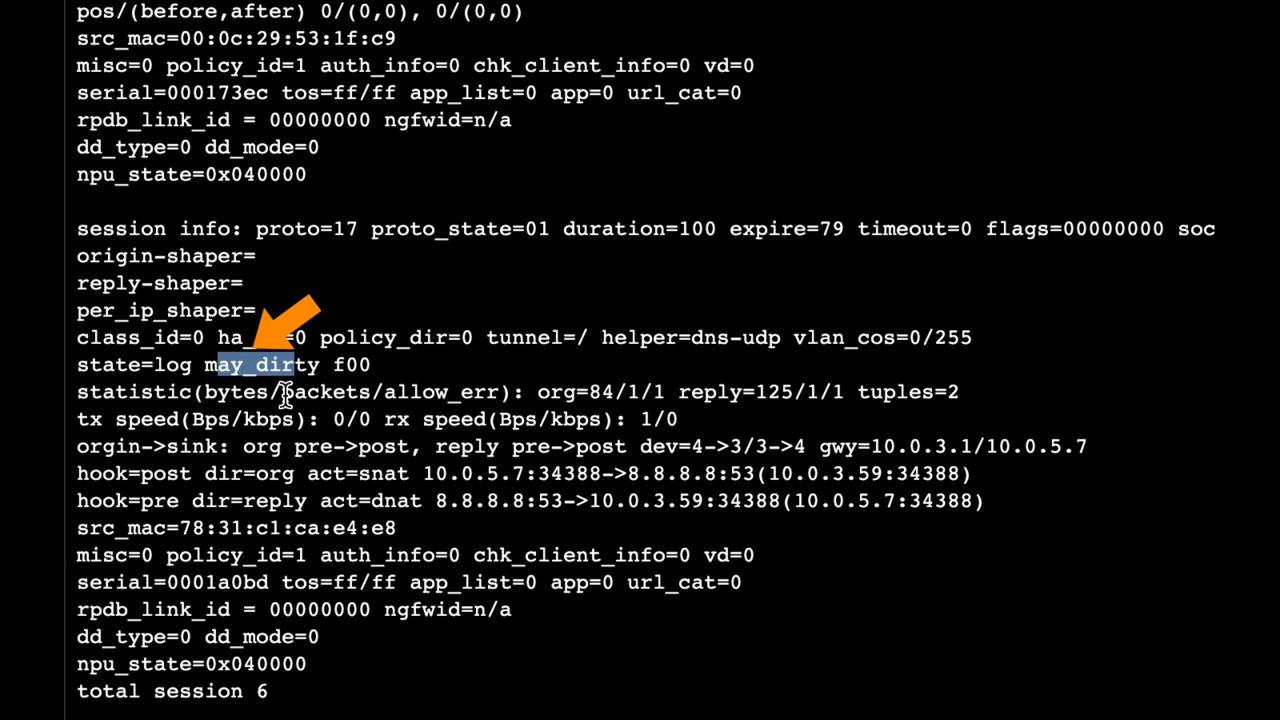 pos/(before,after) 0/(0,0), 0/(0,0)
src_mac=00:0c:29:53:1f:c9
misc=0 policy_id=1 auth_info=0 chk_client_info=0 vd=0
serial=000173ec tos=ff/ff app_list=0 app=0 url_cat=0
rpdb_link_id = 00000000 ngfwid=n/a
dd_type=0 dd_mode=0
npu_state=0x040000
session info: proto=17 proto_state=01 duration=100 expire=79 timeout=0 flags=00000000 soc
origin-shaper=
reply-shaper=
per_ip_shaper=
class_id=0 policy_dir=0 tunnel=/ helper=dns-udp vlan_cos=0/255
state=log may_dirty f00
statistic(bytes/packets/allow_err): org=84/1/1 reply=125/1/1 tuples=2
tx speed(Bps/kbps): 0/0 rx speed(Bps/kbps): 1/0
orgin->sink: org pre->post, reply pre->post dev=4->3/3->4 gwy=10.0.3.1/10.0.5.7
hook=post dir=org act=snat 10.0.5.7:34388->8.8.8.8:53(10.0.3.59:34388)
hook=pre dir=reply act=dnat 8.8.8.8:53->10.0.3.59:34388(10.0.5.7:34388)
src_mac=78:31:c1:ca:e4:e8
misc=0 policy_id=1 auth_info=0 chk_client_info=0 vd=0
serial=0001a0bd tos=ff/ff app_list=0 app=0 url_cat=0
rpdb_link_id = 00000000 ngfwid=n/a
dd_type=0 dd_mode=0
npu_state=0x040000
total session 6